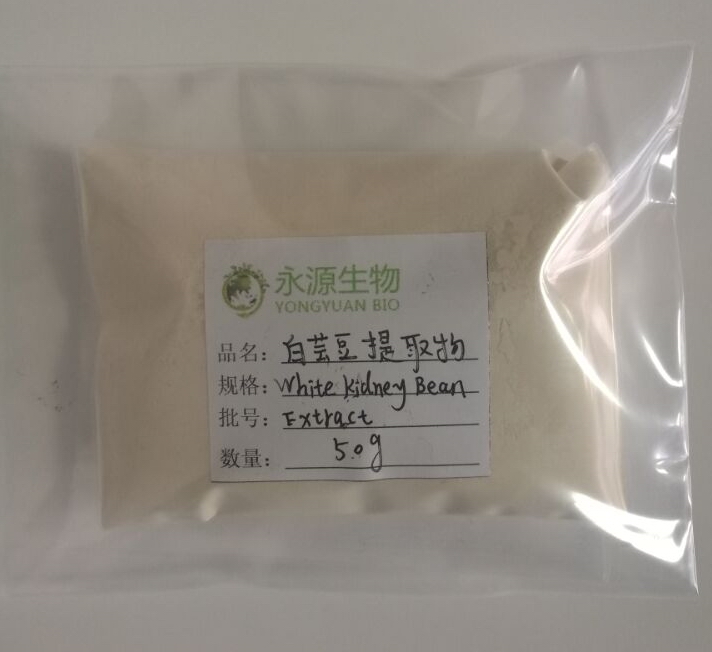 永源生物
YONGYUAN BIO
品名: 白芸豆提取物
规格: White Kidney Bean
批号: Extract
数量: 50g